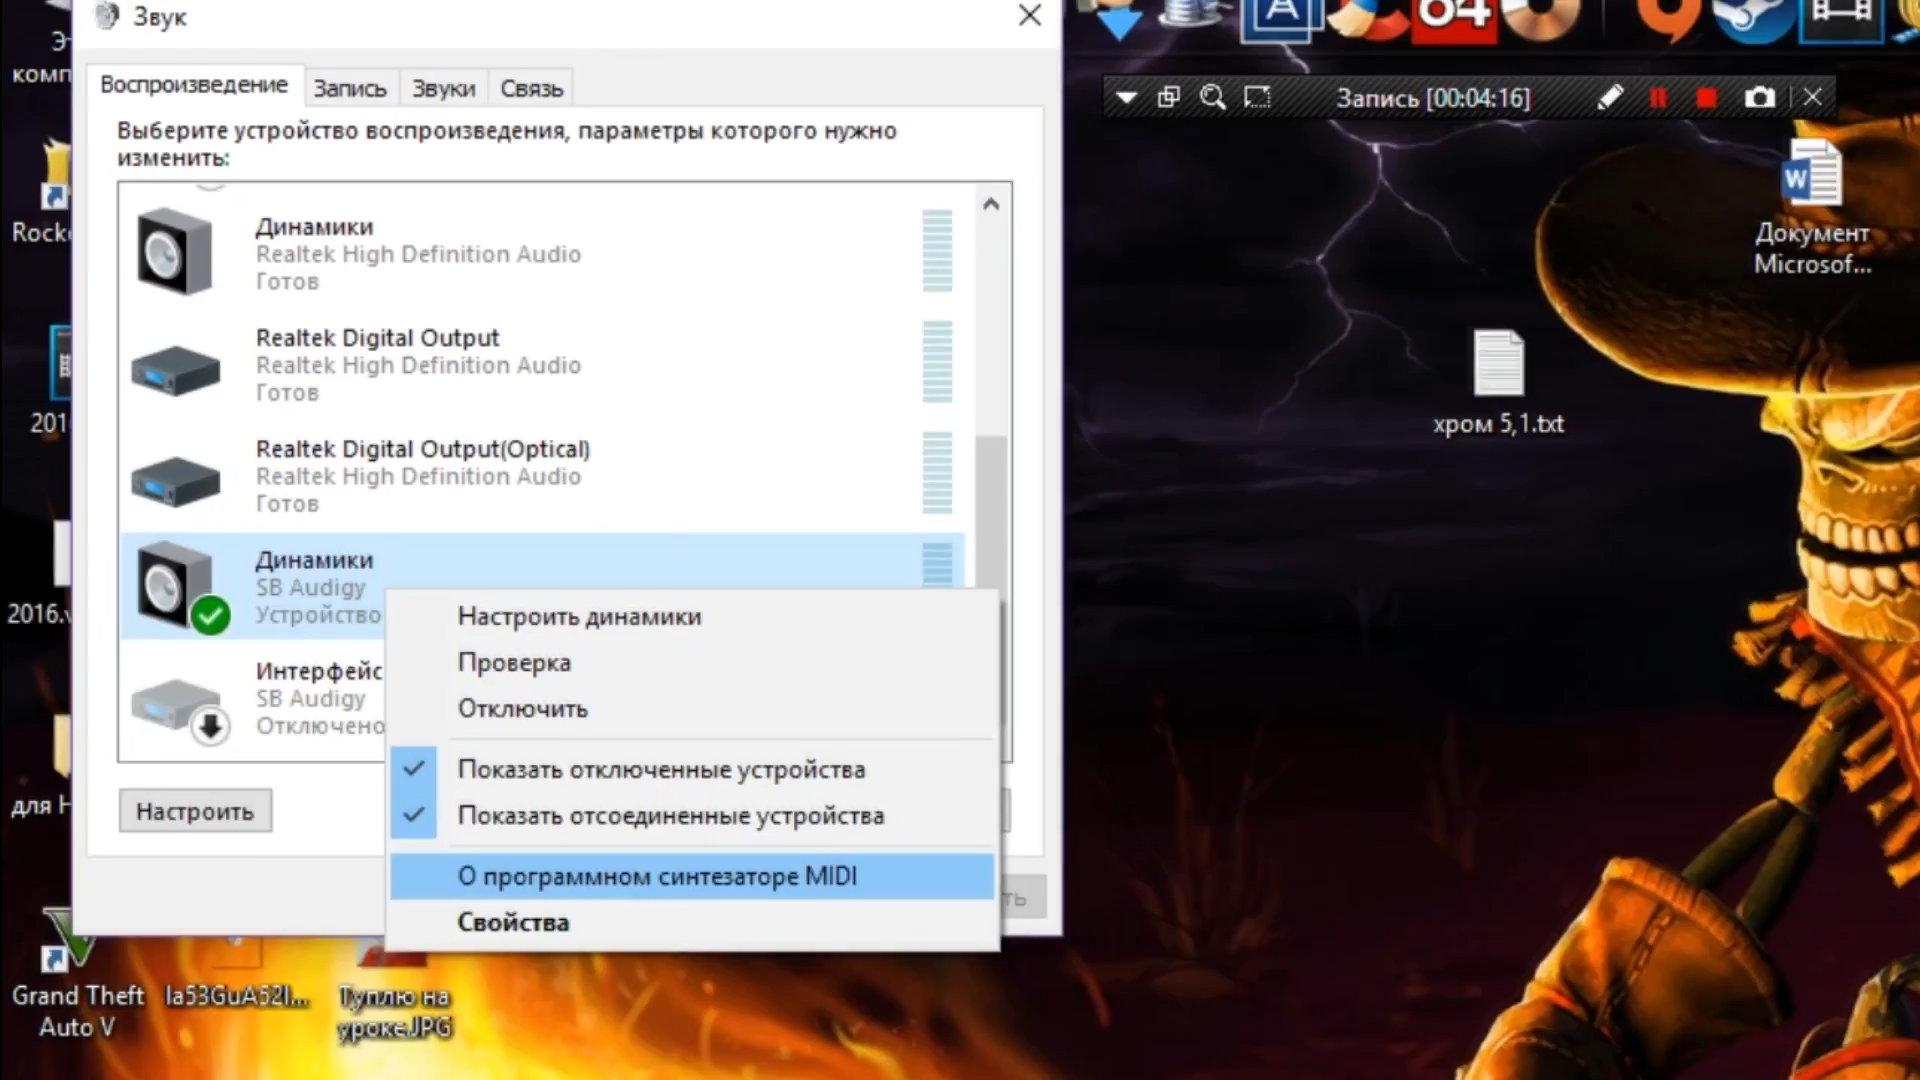 Звук
Воспроизведение
Запись
Звуки
Связь
Выберите устройство воспроизведения, параметры которого нужно
изменить:
Динамики
Realtek High Definition Audio
Готов
Realtek Digital Output
Realtek High Definition Audio
Готов
Realtek Digital Output(Optical)
Realtek High Definition Audio
Готов
Динамики
SB Audigy
Устройство
Интерфейс
SB Audigy
Отключено
Настроить динамики
Проверка
Отключить
Показать отключенные устройства
Показать отсоединенные устройства
О программном синтезаторе MIDI
Свойства
Настроить
ть
64
Запись [00:04:16]
Документ
Microsof...
хром 5,1.txt
комп
Rock
201
2016.
для Н
Grand Theft
Auto V
Туплю на
уроке.JPG